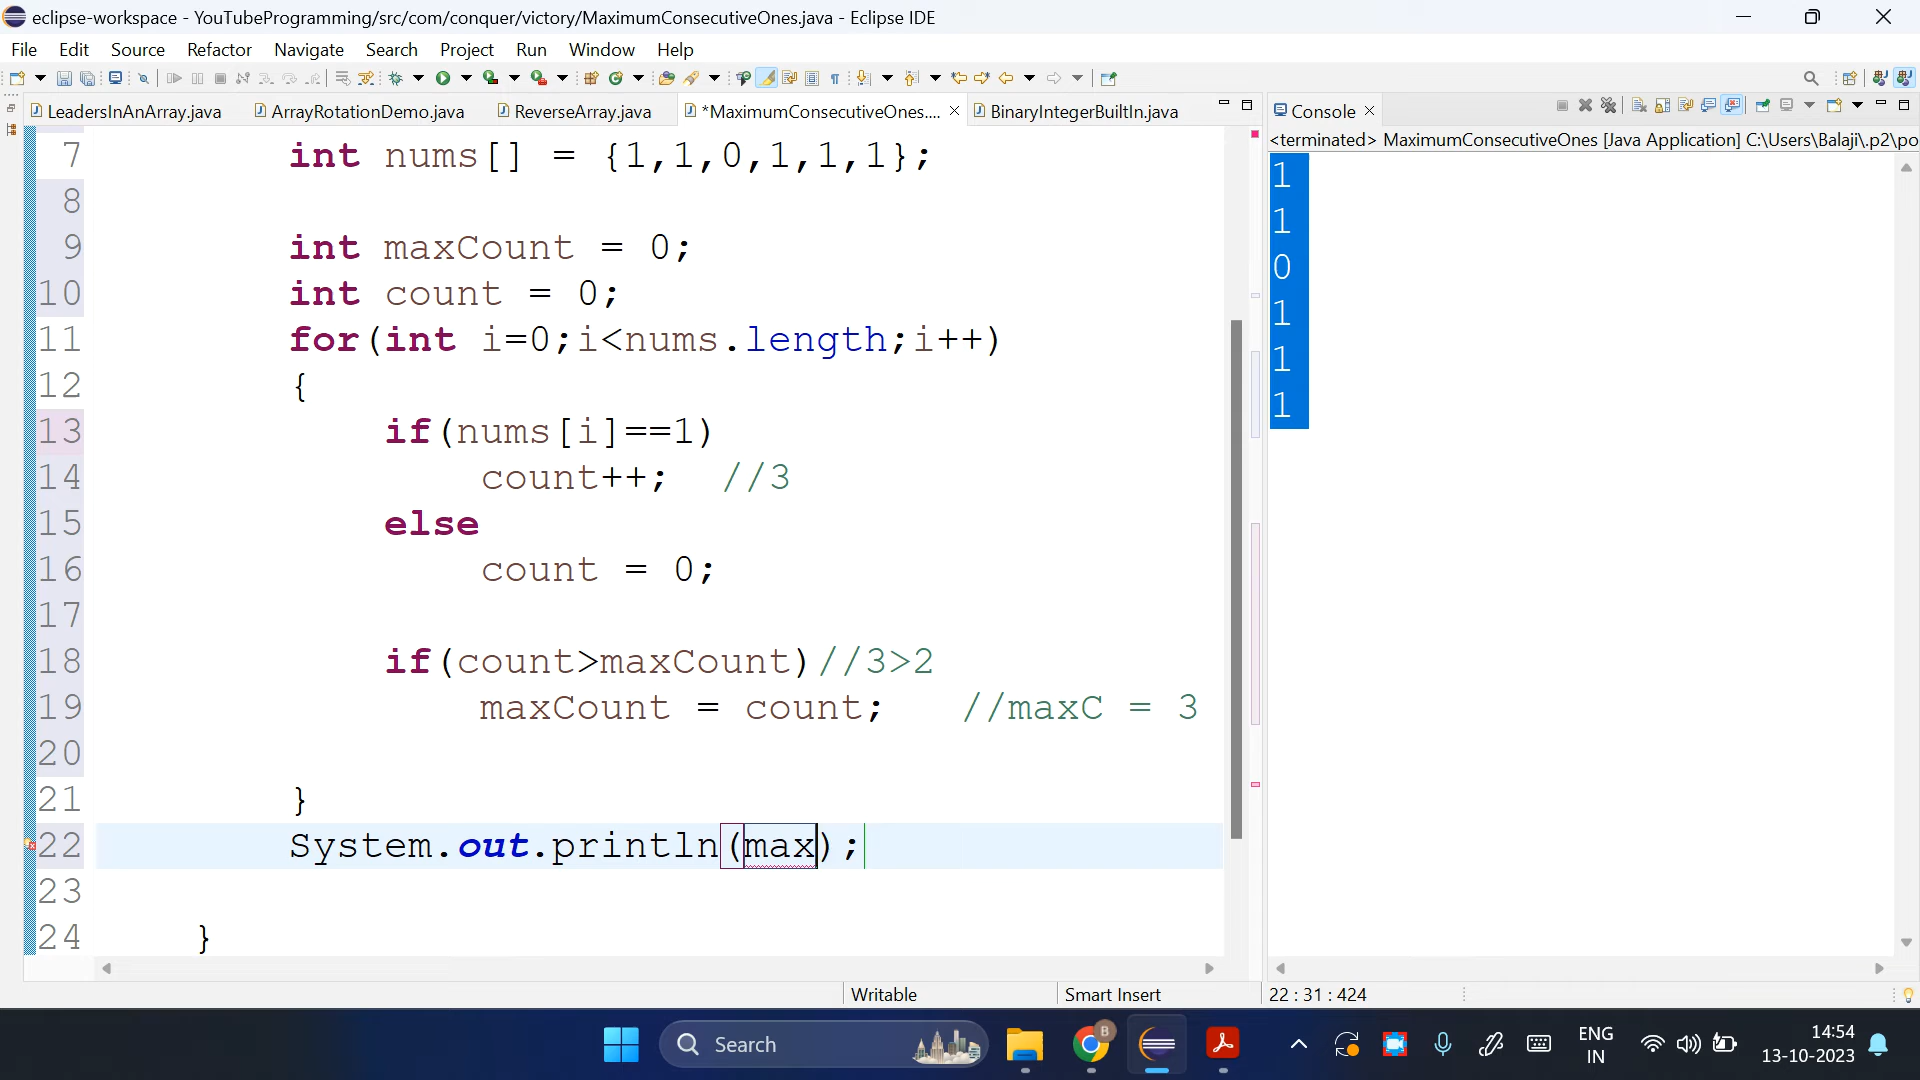 eclipse-workspace - YouTubeProgramming/src/com/conquer/victory/MaximumConsecutiveOnes.java - Eclipse IDE
File Edit Source Refactor Navigate Search Project Run Window Help
LeadersInAnArray.java ArrayRotationDemo.java ReverseArray.java *MaximumConsecutiveOnes.... BinaryIntegerBuiltIn.java Console
<terminated> MaximumConsecutiveOnes [Java Application] C:\Users\Balaji\.p2\po
7 int nums[] = {1,1,0,1,1,1};
8
9 int maxCount = 0;
10 int count = 0;
11 for(int i=0;i<nums.length;i++)
12 {
13 if(nums[i]==1)
14 count++; //3
15 else
16 count = 0;
17
18 if(count>maxCount)//3>2
19 maxCount = count; //maxC = 3
20
21 }
22 System.out.println(max);
23
24 }
1
1
0
1
1
1
Writable Smart Insert 22 : 31 : 424
Search
B
ENG
IN
14:54
13-10-2023